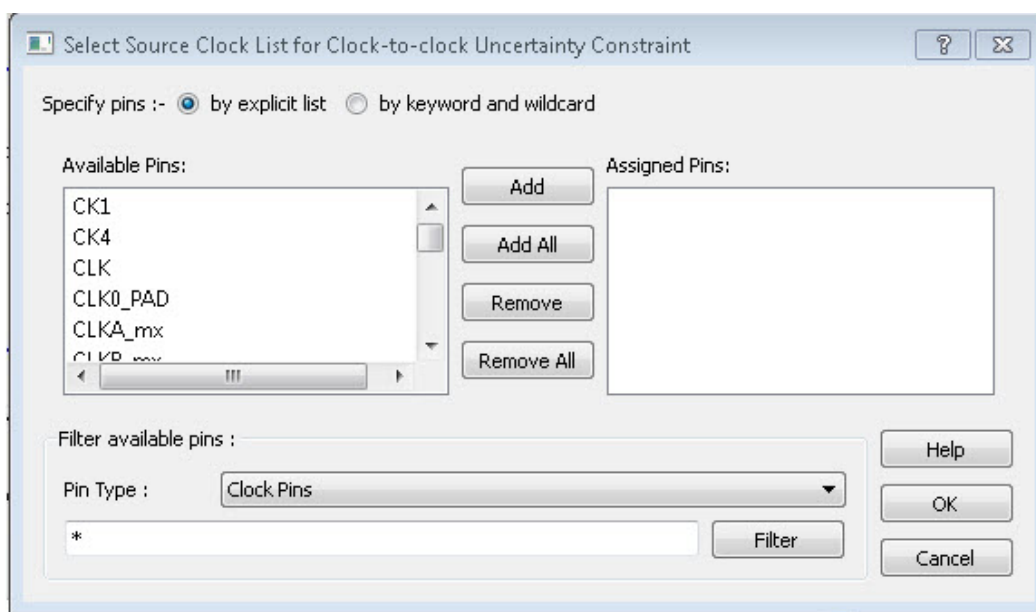 Select Source Clock List for Clock-to-clock Uncertainty Constraint
Specify pins :- by explicit list by keyword and wildcard
Available Pins:
Assigned Pins:
CK1
CK4
CLK
CLK0_PAD
CLKA_mx
Add
Add All
Remove
Remove All
Filter available pins :
Pin Type : Clock Pins
*
Filter
Help
OK
Cancel